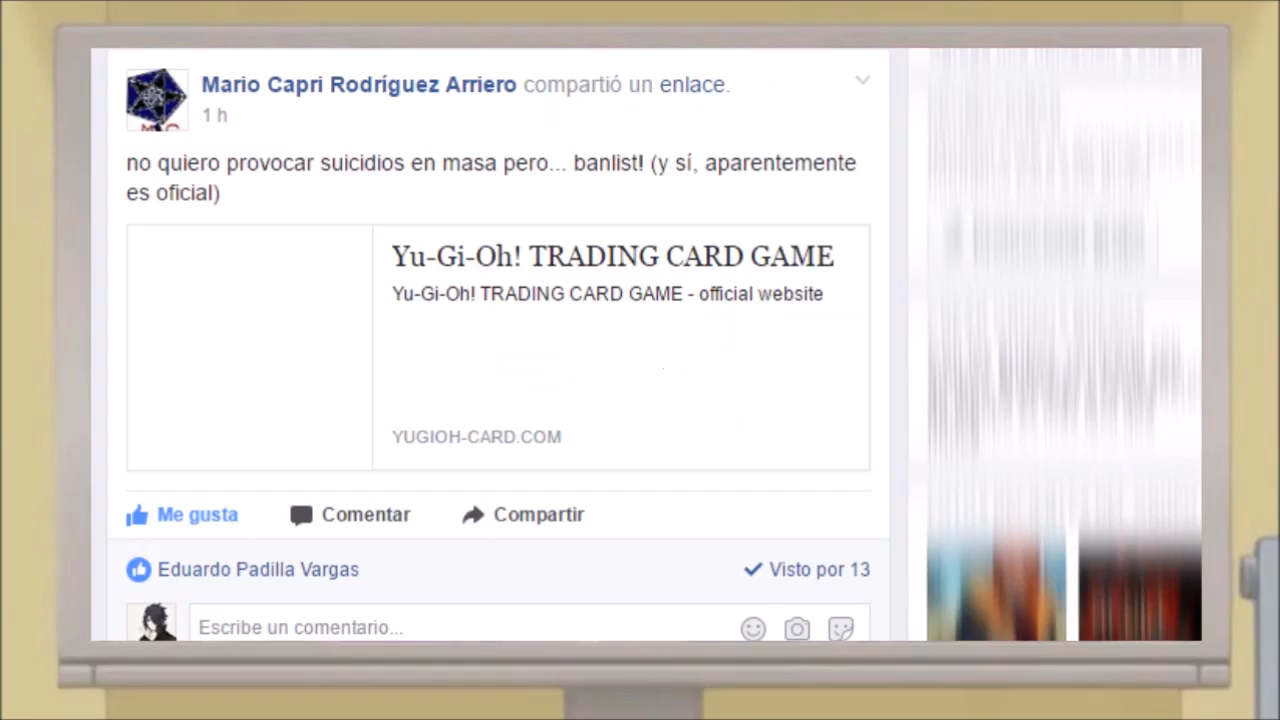 Mario Capri Rodríguez Arriero compartió un enlace.
1 h
no quiero provocar suicidios en masa pero... banlist! (y sí, aparentemente
es oficial)
Yu-Gi-Oh! TRADING CARD GAME
Yu-Gi-Oh! TRADING CARD GAME - official website
YUGIOH-CARD.COM
Me gusta Comentar Compartir
Eduardo Padilla Vargas Visto por 13
Escribe un comentario...